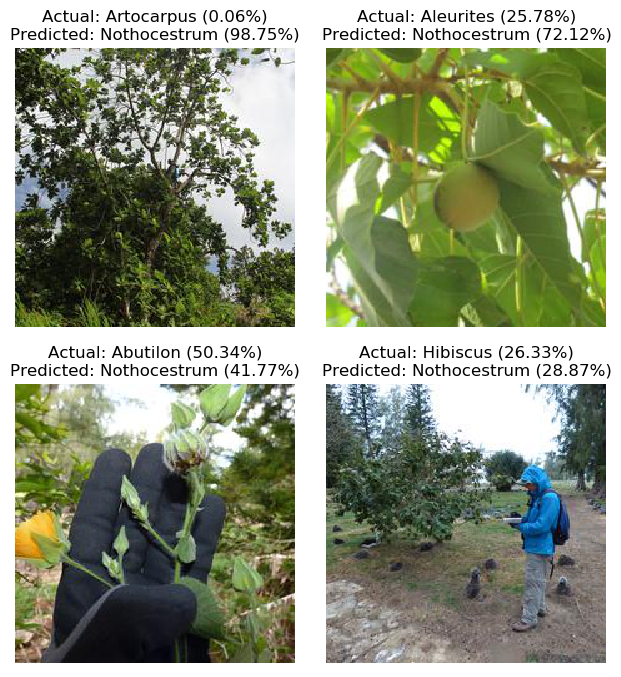 Actual: Artocarpus (0.06%)
Predicted: Nothocestrum (98.75%)
Actual: Aleurites (25.78%)
Predicted: Nothocestrum (72.12%)
Actual: Abutilon (50.34%)
Predicted: Nothocestrum (41.77%)
Actual: Hibiscus (26.33%)
Predicted: Nothocestrum (28.87%)